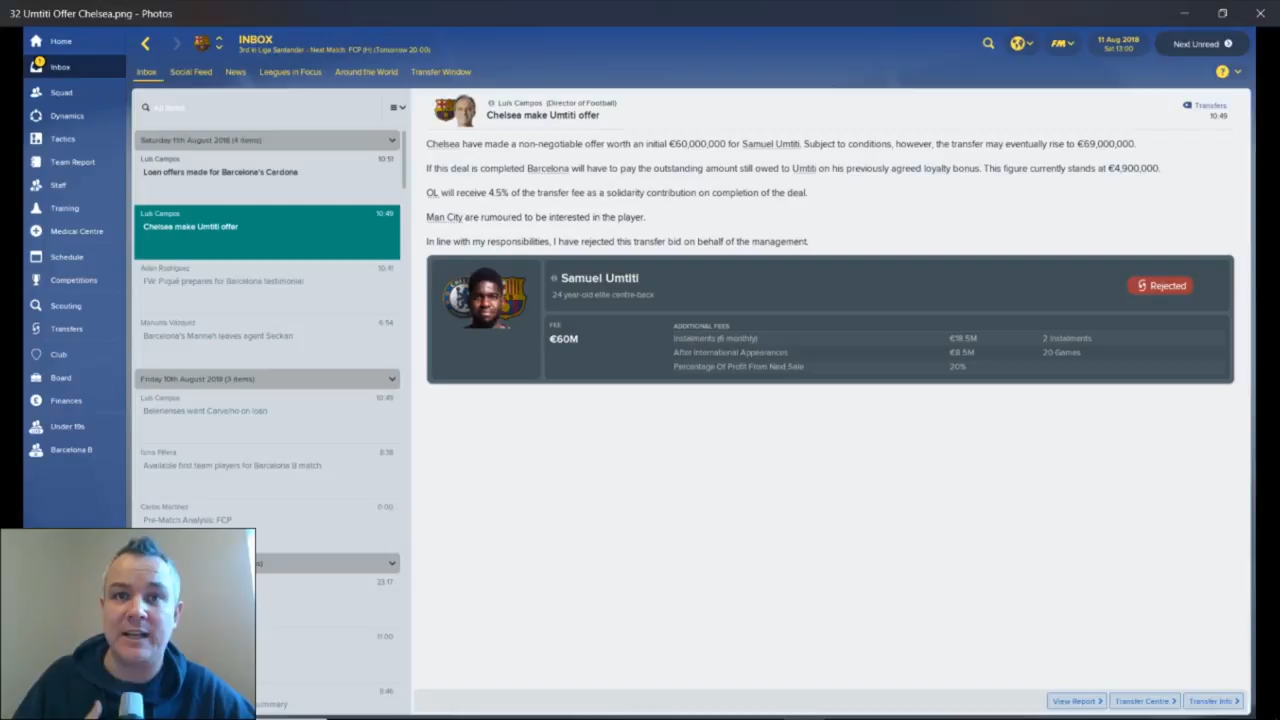 32 Umtiti Offer Chelsea.png - Photos
Home
Inbox
Squad
Dynamics
Tactics
Team Report
Staff
Training
Medical Centre
Schedule
Competitions
Scouting
Transfers
Club
Board
Finances
Under 19s
Barcelona B
INBOX
3rd in Liga Santander - Next Match: FCP (H) (Tomorrow 20:00)
FM
11 Aug 2018
Sat 13:00
Next Unread
Inbox Social Feed News Leagues in Focus Around the World Transfer Window
All Items
Saturday 11th August 2018 (4 items)
Luís Campos 10:51
Loan offers made for Barcelona's Cardona
Luís Campos 10:49
Chelsea make Umtiti offer
Rodríguez 10:41
FW: Piqué prepares for Barcelona testimonial
Vázquez 6:54
Barcelona's Manneh leaves agent Seckan
Friday 10th August 2018 (3 items)
Luís Campos 10:49
Belenenses want Carvalho on loan
8:38
Available first team players for Barcelona B match
Carlos Martínez 0:00
Pre-Match Analysis: FCP
23:17
11:00
8:46
Luís Campos (Director of Football)
Chelsea make Umtiti offer
Transfers
10:49
Chelsea have made a non-negotiable offer worth an initial €60,000,000 for Samuel Umtiti. Subject to conditions, however, the transfer may eventually rise to €69,000,000.
If this deal is completed Barcelona will have to pay the outstanding amount still owed to Umtiti on his previously agreed loyalty bonus. This figure currently stands at €4,900,000.
OL will receive 4.5% of the transfer fee as a solidarity contribution on completion of the deal.
Man City are rumoured to be interested in the player.
In line with my responsibilities, I have rejected this transfer bid on behalf of the management.
Samuel Umtiti
24 year-old elite centre-back
Rejected
FEE
€60M
ADDITIONAL FEES
Instalments (6 monthly) €18.5M 2 Instalments
After International Appearances €8.5M 20 Games
Percentage Of Profit From Next Sale 20%
View Report Transfer Centre Transfer Info